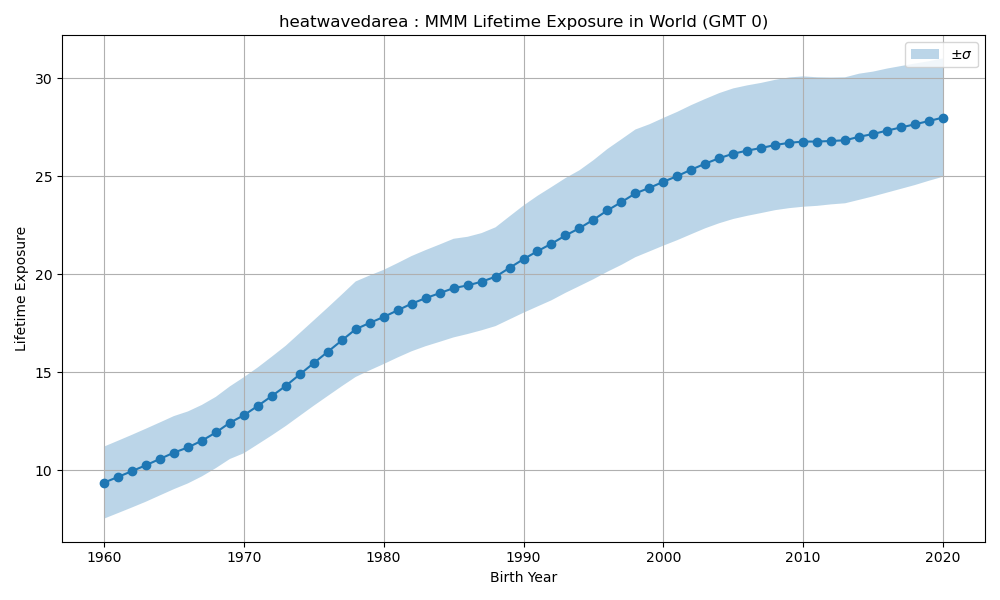 heatwavedarea : MMM Lifetime Exposure in World (GMT 0)
±σ
Lifetime Exposure
30
25
20
15
10
1960 1970 1980 1990 2000 2010 2020
Birth Year